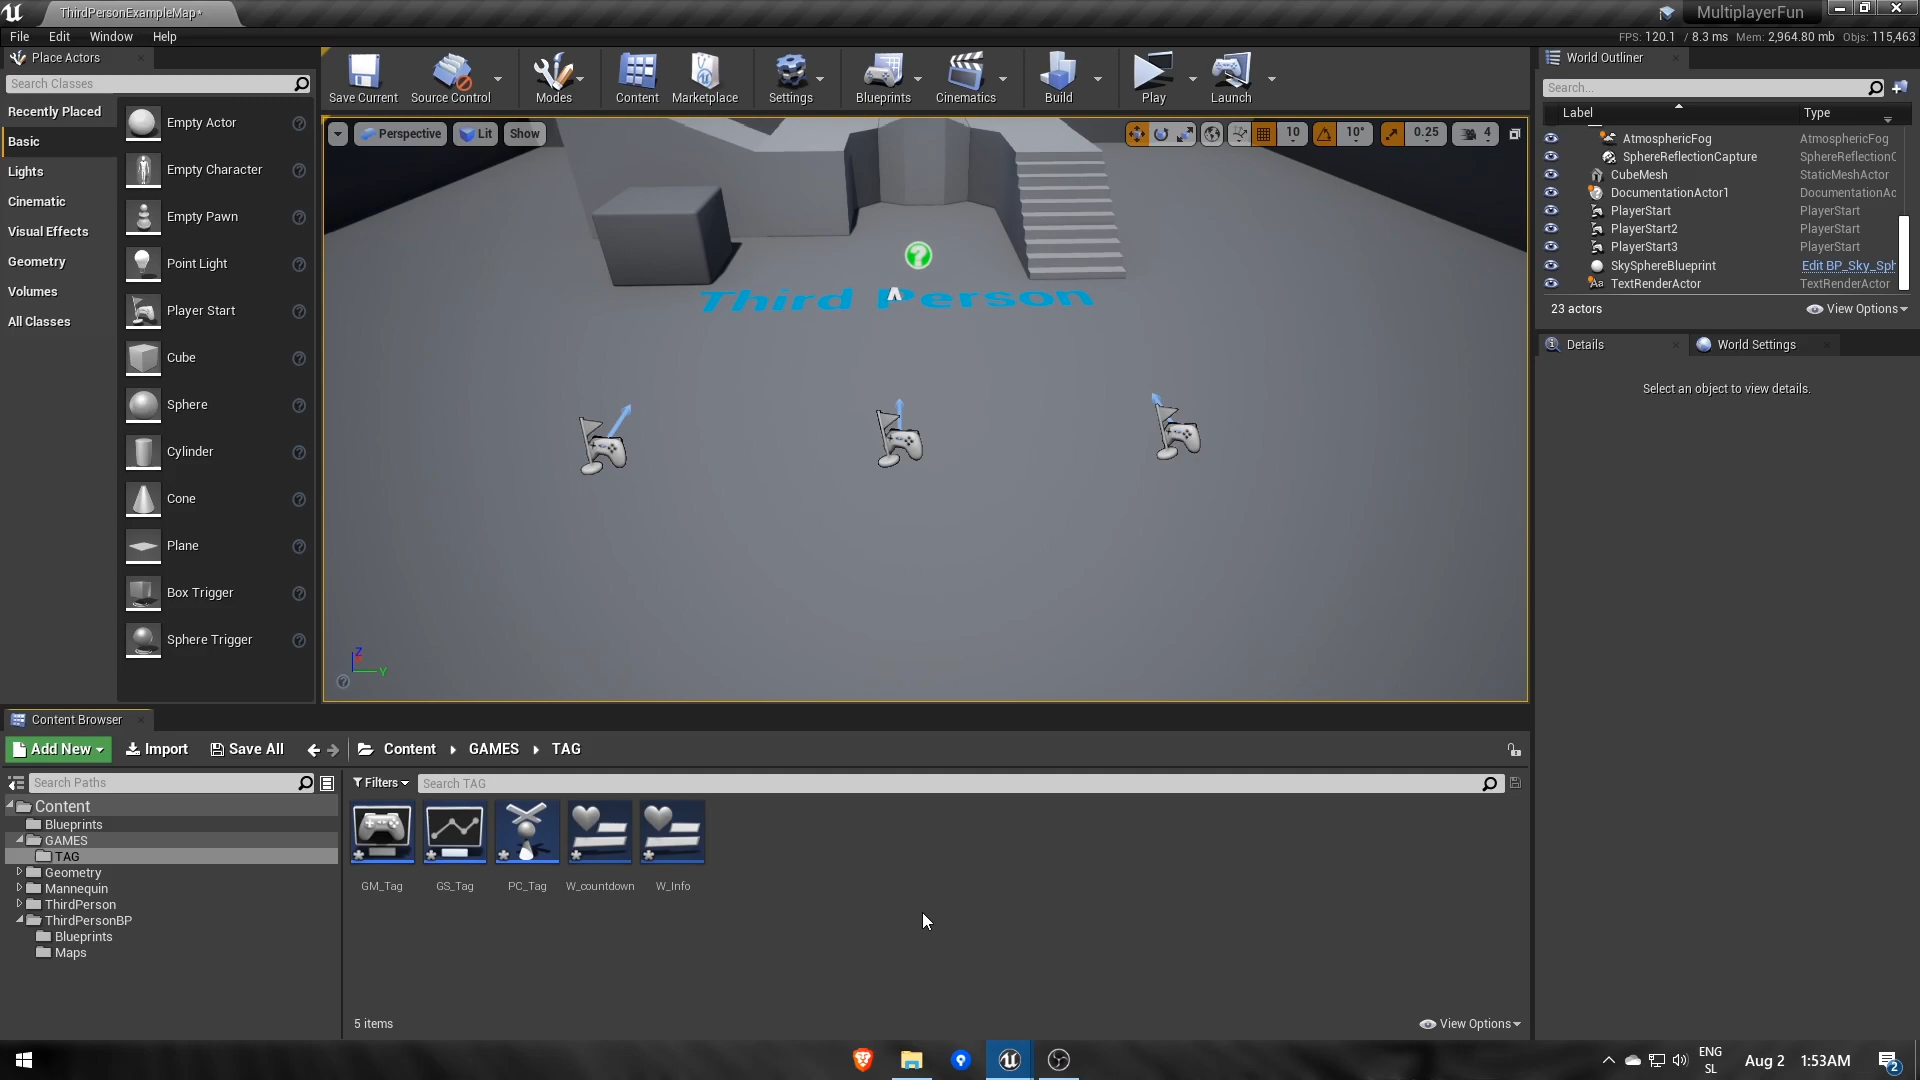 ThirdPersonExampleMap*
MultiplayerFun
File Edit Window Help
FPS: 120.1 / 8.3 ms Mem: 2,964.80 mb Objs: 115,463
Place Actors
Search Classes
Recently Placed
Basic
Lights
Cinematic
Visual Effects
Geometry
Volumes
All Classes
Empty Actor
Empty Character
Empty Pawn
Point Light
Player Start
Cube
Sphere
Cylinder
Cone
Plane
Box Trigger
Sphere Trigger
Save Current
Source Control
Modes
Content
Marketplace
Settings
Blueprints
Cinematics
Build
Play
Launch
Perspective
Lit
Show
10
10°
0.25
4
Third Person
Z
Y
World Outliner
Search...
Label
Type
AtmosphericFog AtmosphericFog
SphereReflectionCapture SphereReflectionC
CubeMesh StaticMeshActor
DocumentationActor1 DocumentationAc
PlayerStart PlayerStart
PlayerStart2 PlayerStart
PlayerStart3 PlayerStart
SkySphereBlueprint Edit BP_Sky_Sph
TextRenderActor TextRenderActor
23 actors
View Options
Details
World Settings
Select an object to view details.
Content Browser
Add New
Import
Save All
Content
GAMES
TAG
Search Paths
Filters
Search TAG
Content
Blueprints
GAMES
TAG
Geometry
Mannequin
ThirdPerson
ThirdPersonBP
Blueprints
Maps
GM_Tag
GS_Tag
PC_Tag
W_countdown
W_Info
5 items
View Options
ENG
SL
Aug 2
1:53AM
2